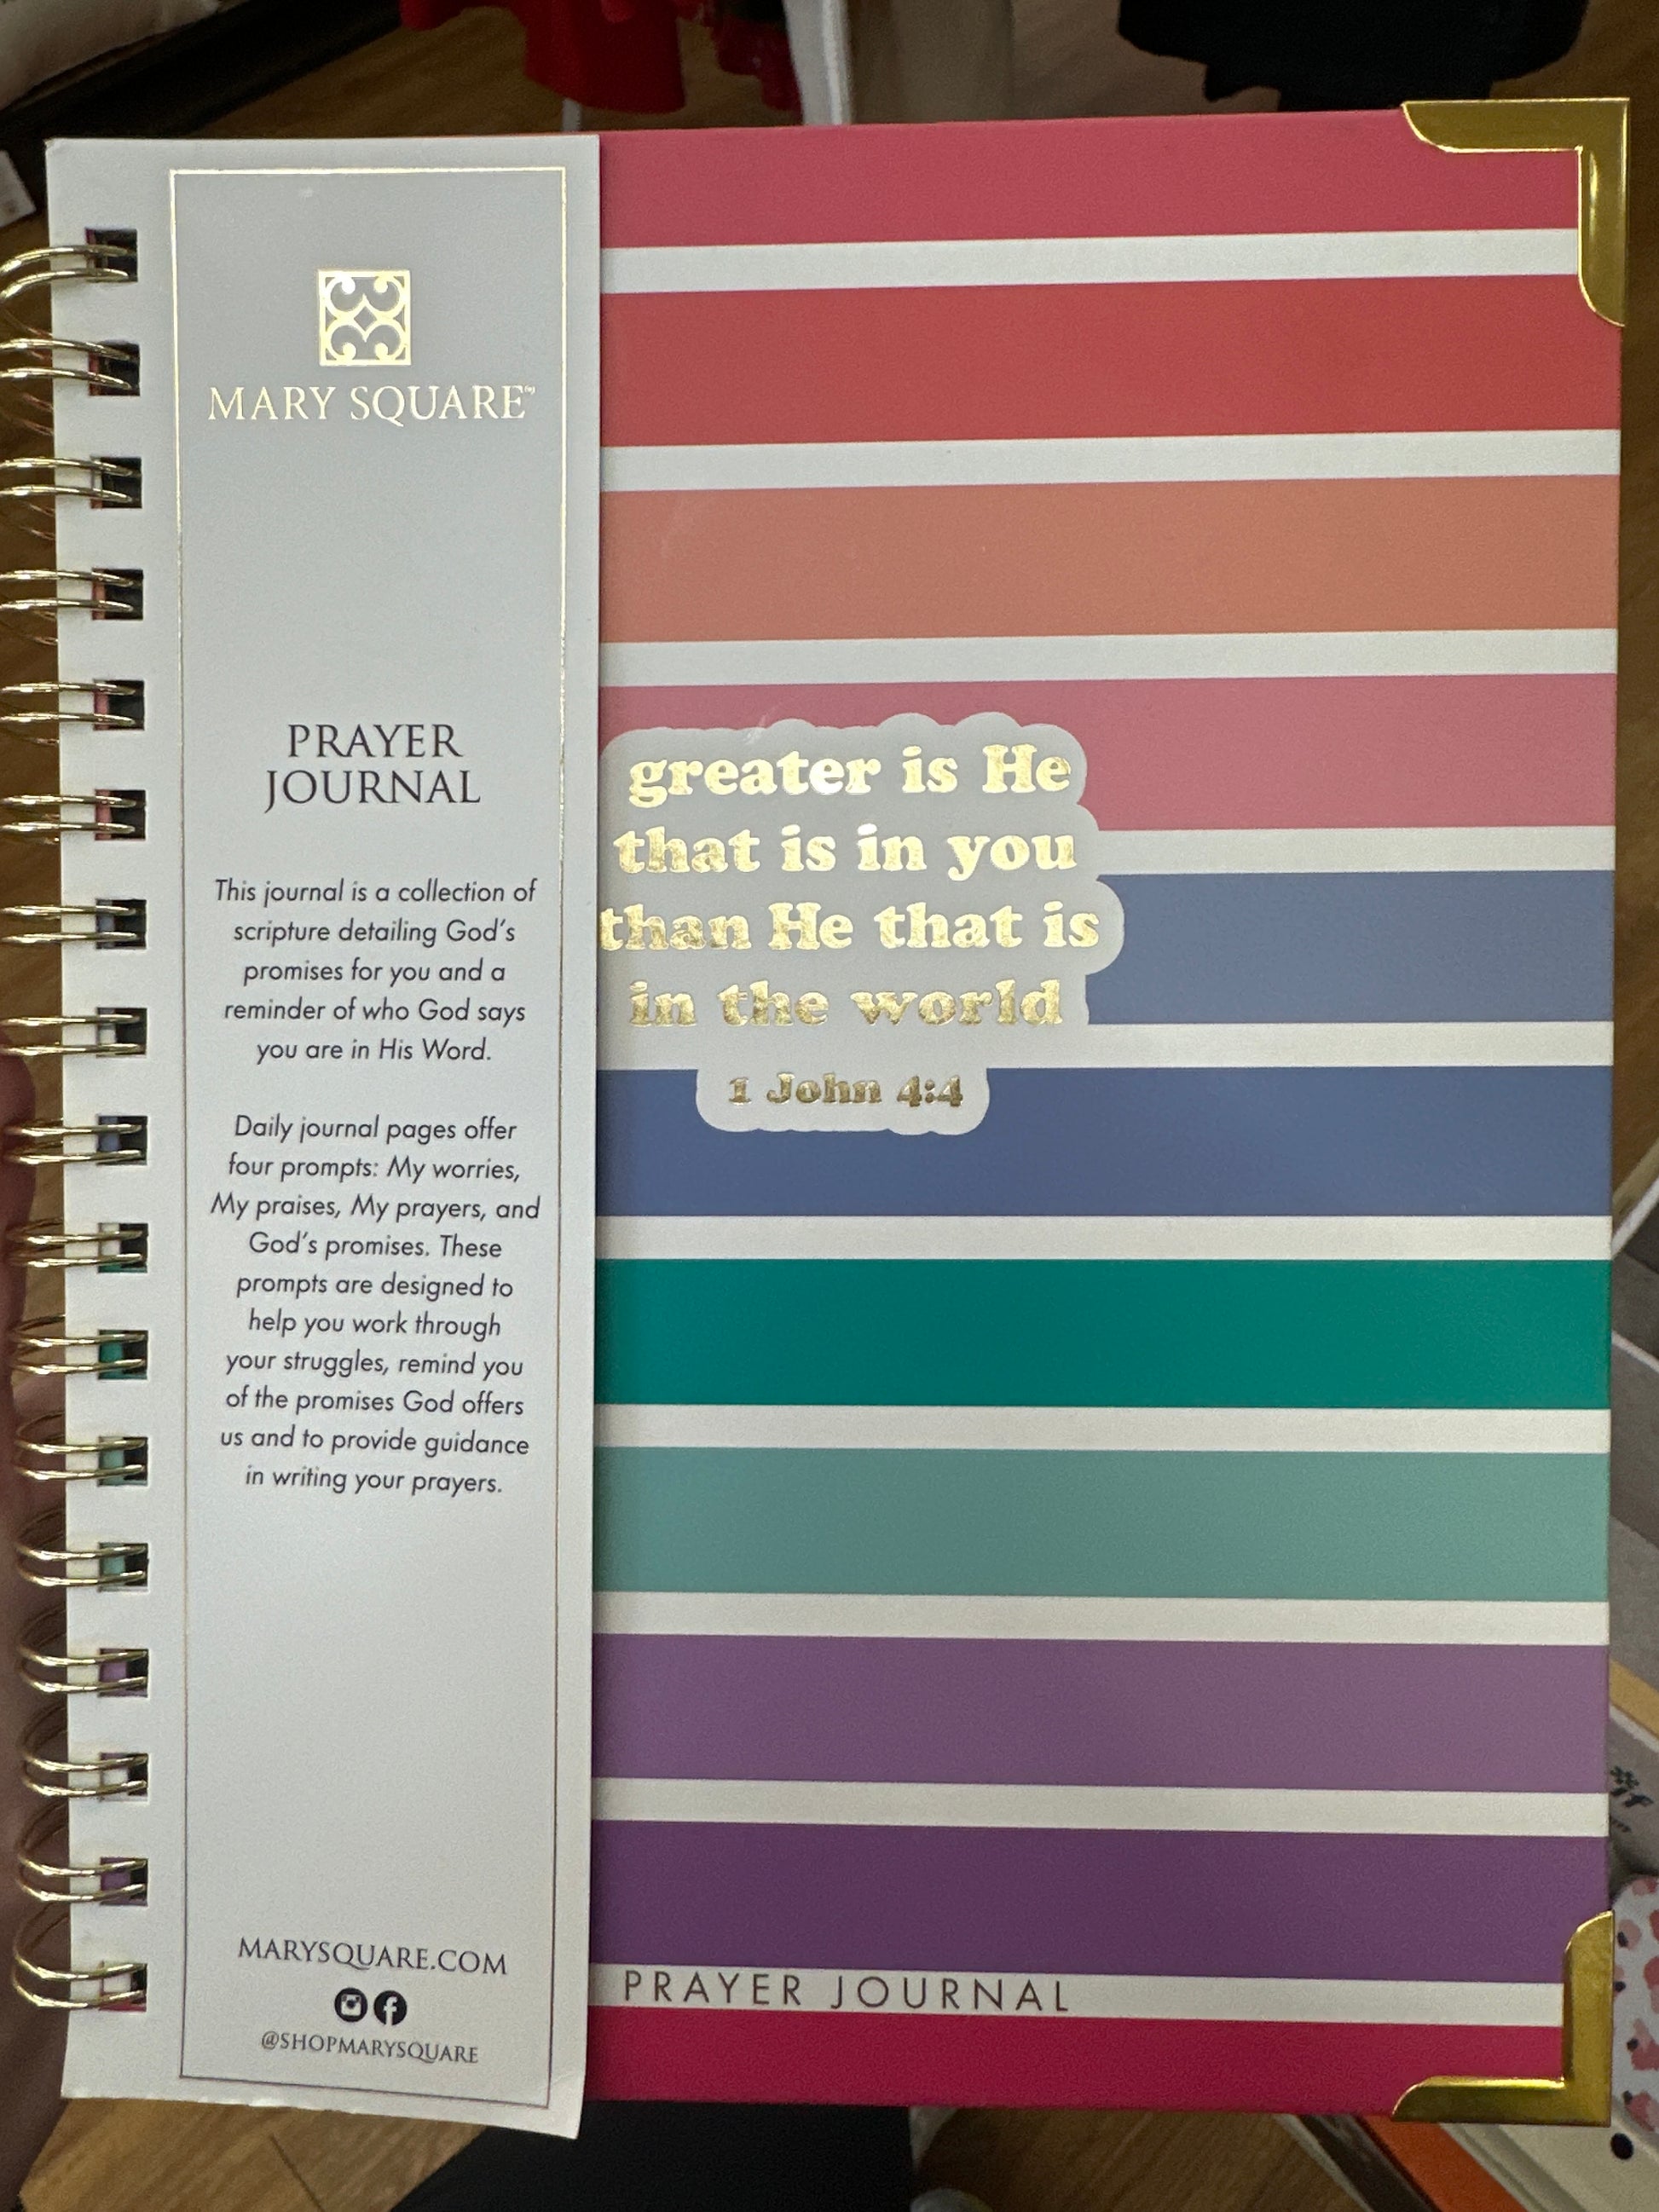 MARY SQUARE™
PRAYER
JOURNAL
This journal is a collection of
scripture detailing God's
promises for you and a
reminder of who God says
you are in His Word.
Daily journal pages offer
four prompts: My worries,
My praises, My prayers, and
God's promises. These
prompts are designed to
help you work through
your struggles, remind you
of the promises God offers
us and to provide guidance
in writing your prayers.
MARYSQUARE.COM
@SHOPMARYSQUARE
greater is He
that is in you
than He that is
in the world
1 John 4:4
PRAYER JOURNAL